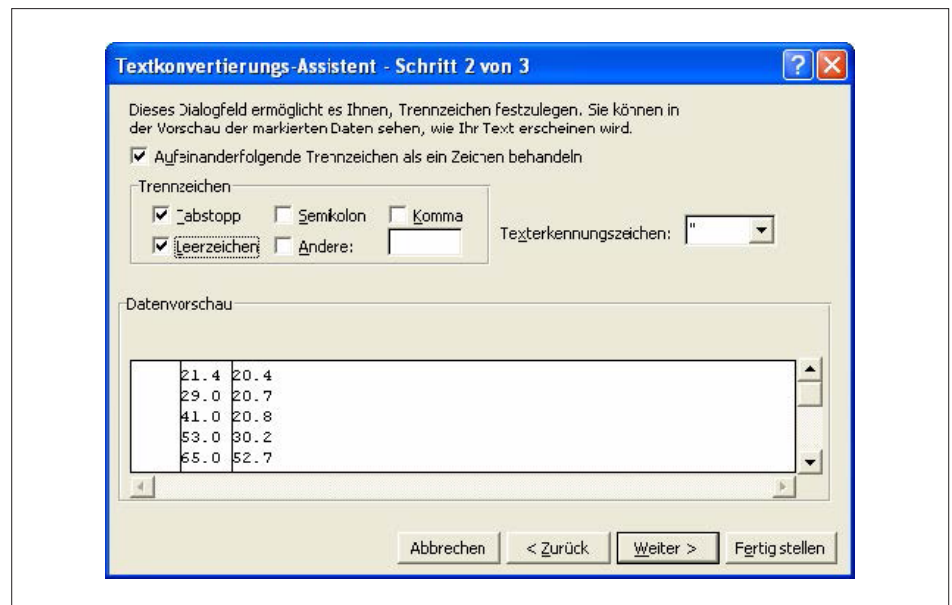 Textkonvertierungs-Assistent - Schritt 2 von 3
Dieses Dialogfeld ermöglicht es Ihnen, Trennzeichen festzulegen. Sie können in
der Vorschau der markierten Daten sehen, wie Ihr Text erscheinen wird.
Aufeinanderfolgende Trennzeichen als ein Zeichen behandeln
Trennzeichen
Tabstopp Semikolon Komma
Leerzeichen Andere:
Texterkennungszeichen: "
Datenvorschau
21.4 20.4
29.0 20.7
41.0 20.8
53.0 30.2
65.0 52.7
Abbrechen < Zurück Weiter > Fertig stellen